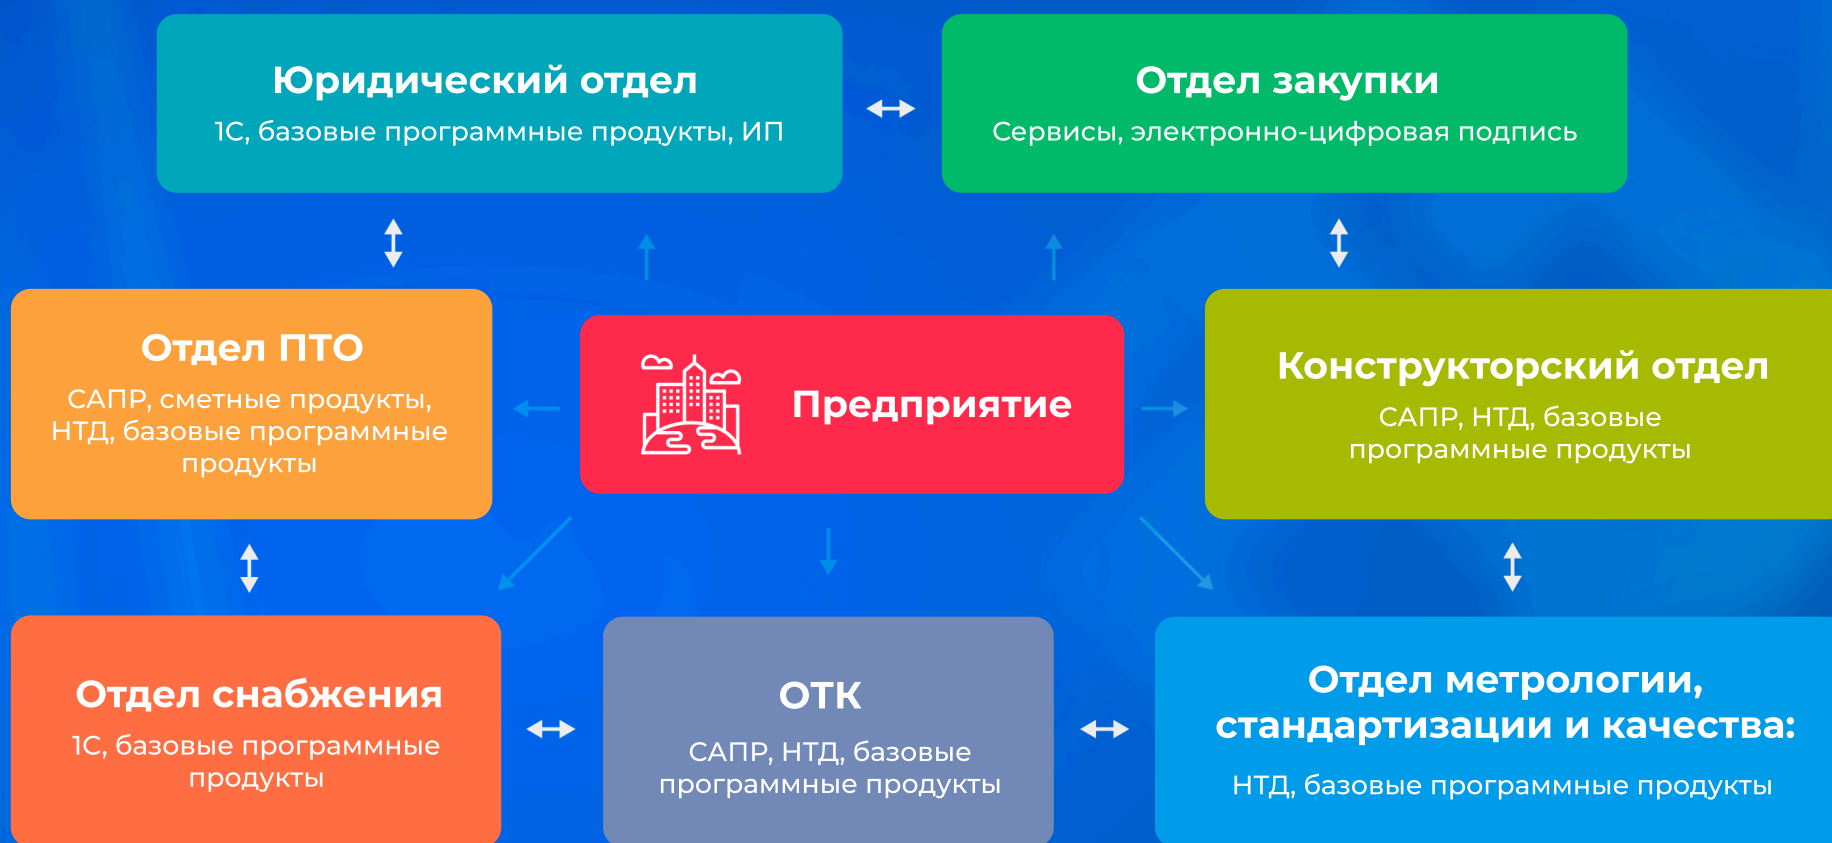 Юридический отдел
1С, базовые программные продукты, ИП
Отдел закупки
Сервисы, электронно-цифровая подпись
Отдел ПТО
САПР, сметные продукты,
НТД, базовые программные
продукты
Предприятие
Конструкторский отдел
САПР, НТД, базовые
программные продукты
Отдел снабжения
1С, базовые программные
продукты
ОТК
САПР, НТД, базовые
программные продукты
Отдел метрологии,
стандартизации и качества:
НТД, базовые программные продукты